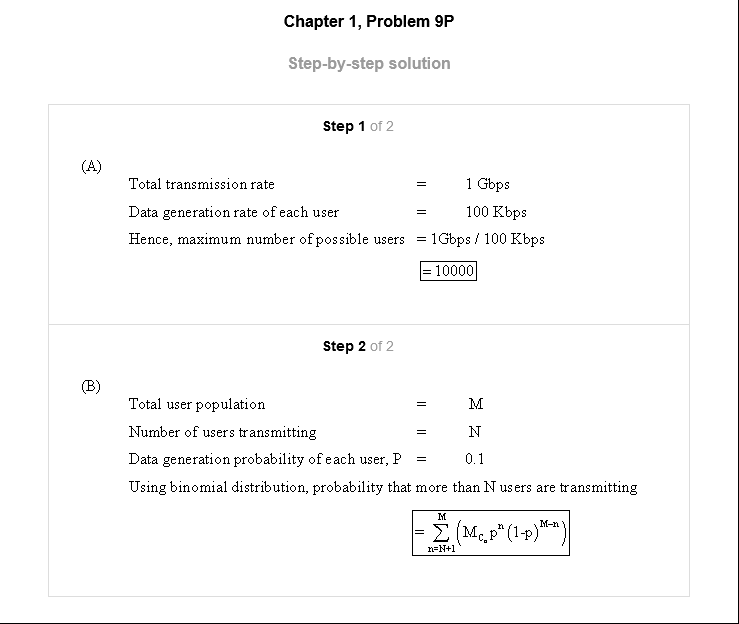 Chapter 1, Problem 9P
Step-by-step solution
Step 1 of 2
(A)
Total transmission rate = 1 Gbps
Data generation rate of each user = 100 Kbps
Hence, maximum number of possible users = 1Gbps / 100 Kbps
= 10000
Step 2 of 2
(B)
Total user population = M
Number of users transmitting = N
Data generation probability of each user, P = 0.1
Using binomial distribution, probability that more than N users are transmitting
= ∑_{n=N+1}^{M} (M_{C_n} p^n (1-p)^{M-n})